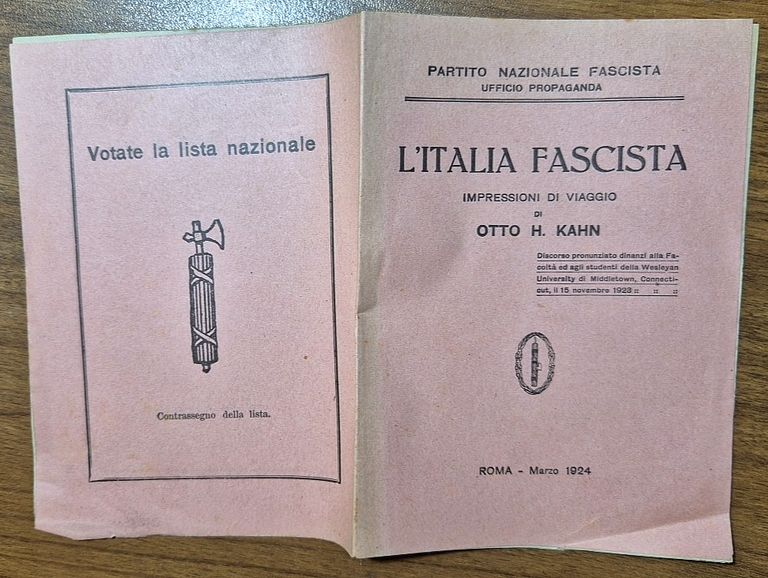 Votate la lista nazionale
Contrassegno della lista.
PARTITO NAZIONALE FASCISTA
UFFICIO PROPAGANDA
L'ITALIA FASCISTA
IMPRESSIONI DI VIAGGIO
DI
OTTO H. KAHN
Discorso pronunziato dinanzi alla Fa-
coltà ed agli studenti della Wesleyan
University di Middletown, Connecti-
cut, il 15 novembre 1923 :: :: ::
ROMA - Marzo 1924